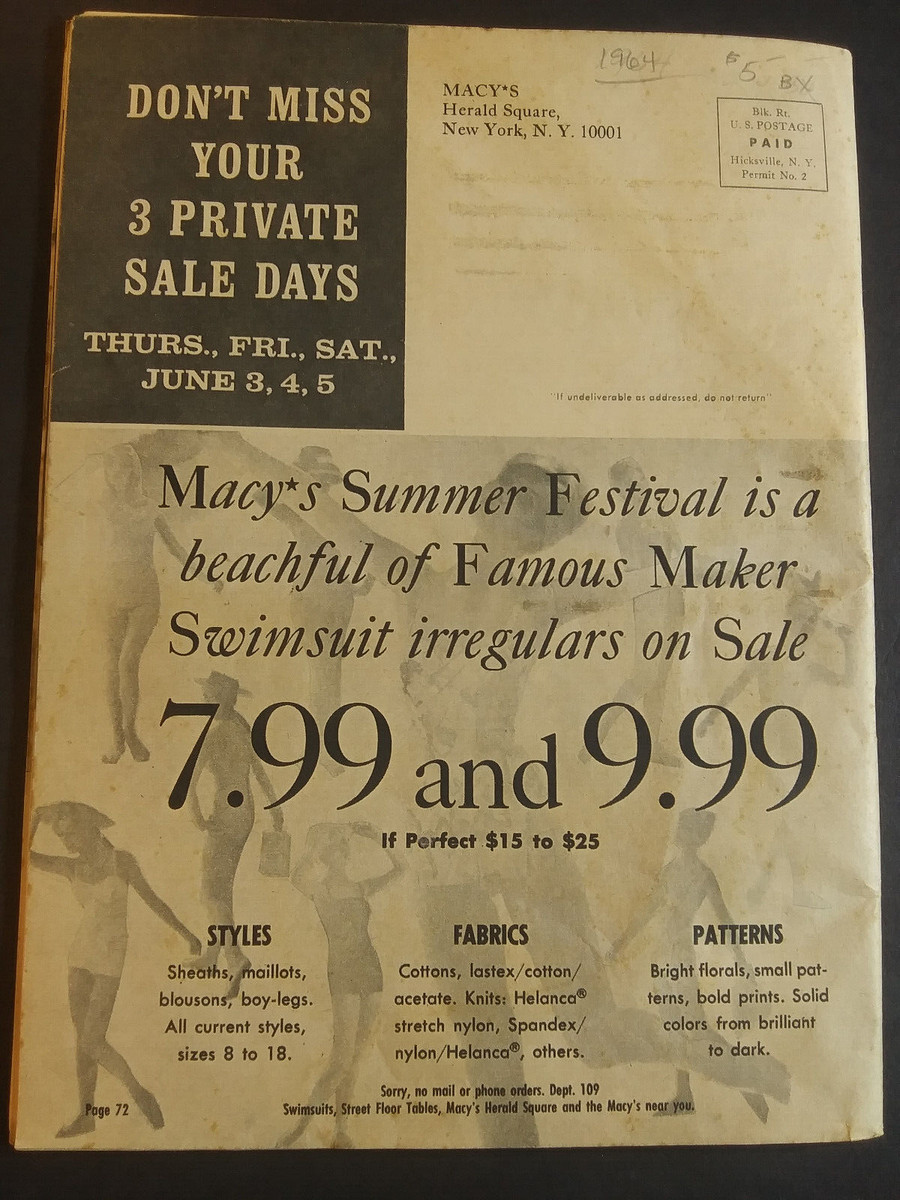 DON'T MISS
YOUR
3 PRIVATE
SALE DAYS
THURS., FRI., SAT.,
JUNE 3, 4, 5
1964
$5 BX
MACY*S
Herald Square,
New York, N. Y. 10001
Blk. Rt.
U. S. POSTAGE
PAID
Hicksville, N. Y.
Permit No. 2
"If undeliverable as addressed, do not return"
Macy*s Summer Festival is a
beachful of Famous Maker
Swimsuit irregulars on Sale
7.99 and 9.99
If Perfect $15 to $25
STYLES
Sheaths, maillots,
blousons, boy-legs.
All current styles,
sizes 8 to 18.
FABRICS
Cottons, lastex/cotton/
acetate. Knits: Helanca®
stretch nylon, Spandex/
nylon/Helanca®, others.
PATTERNS
Bright florals, small pat-
terns, bold prints. Solid
colors from brilliant
to dark.
Sorry, no mail or phone orders. Dept. 109
Swimsuits, Street Floor Tables, Macy's Herald Square and the Macy's near you.
Page 72